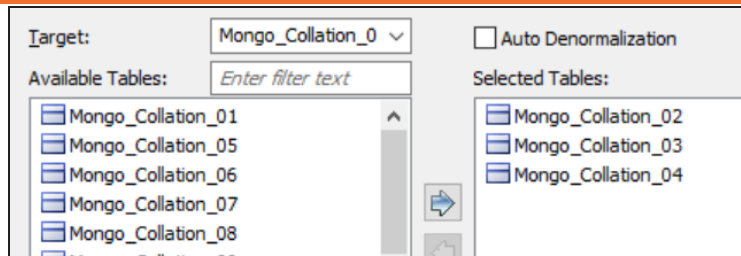 Target:
Mongo_Collation_0
Auto Denormalization
Available Tables:
Enter filter text
Selected Tables:
Mongo_Collation_01
Mongo_Collation_05
Mongo_Collation_06
Mongo_Collation_07
Mongo_Collation_08
Mongo_Collation_02
Mongo_Collation_03
Mongo_Collation_04